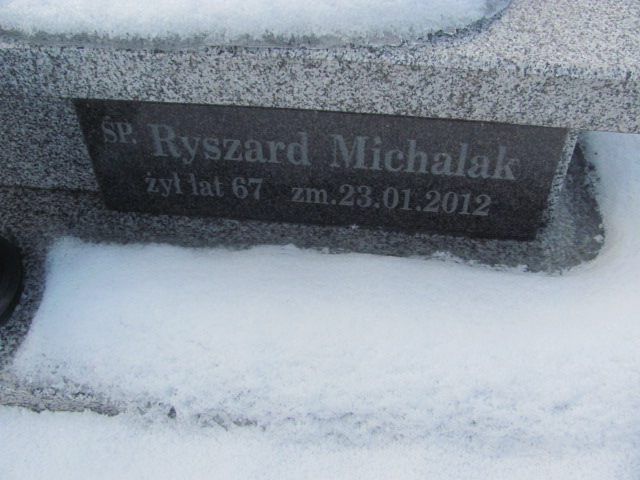 ŚP. Ryszard Michalak
żył lat 67 zm.23.01.2012